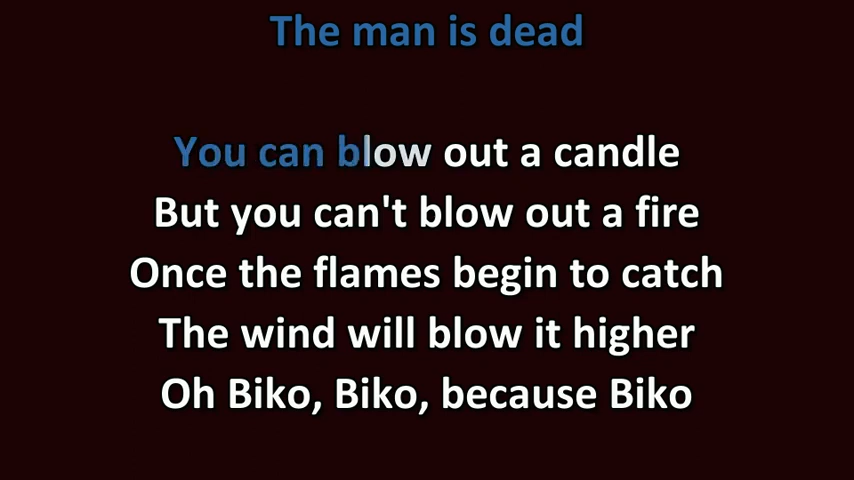 The man is dead
You can blow out a candle
But you can't blow out a fire
Once the flames begin to catch
The wind will blow it higher
Oh Biko, Biko, because Biko